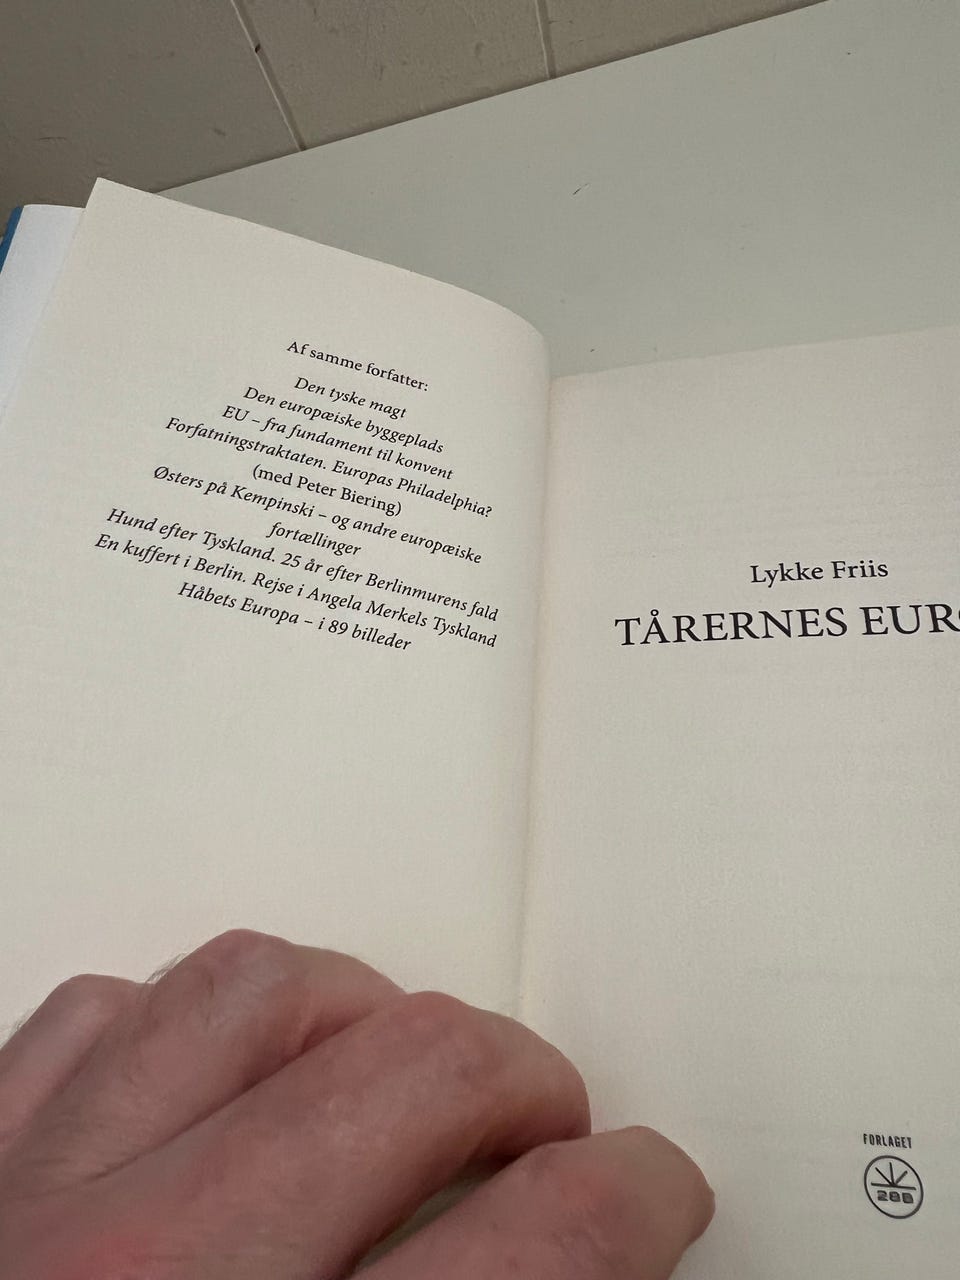 Af samme forfatter:
Den tyske magt
Den europæiske byggeplads
EU – fra fundament til konvent
Forfatningstraktaten. Europas Philadelphia?
(med Peter Biering)
Østers på Kempinski – og andre europæiske
fortællinger
Hund efter Tyskland. 25 år efter Berlinmurens fald
En kuffert i Berlin. Rejse i Angela Merkels Tyskland
Håbets Europa – i 89 billeder
Lykke Friis
TÅRERNES EUR
FORLAGET